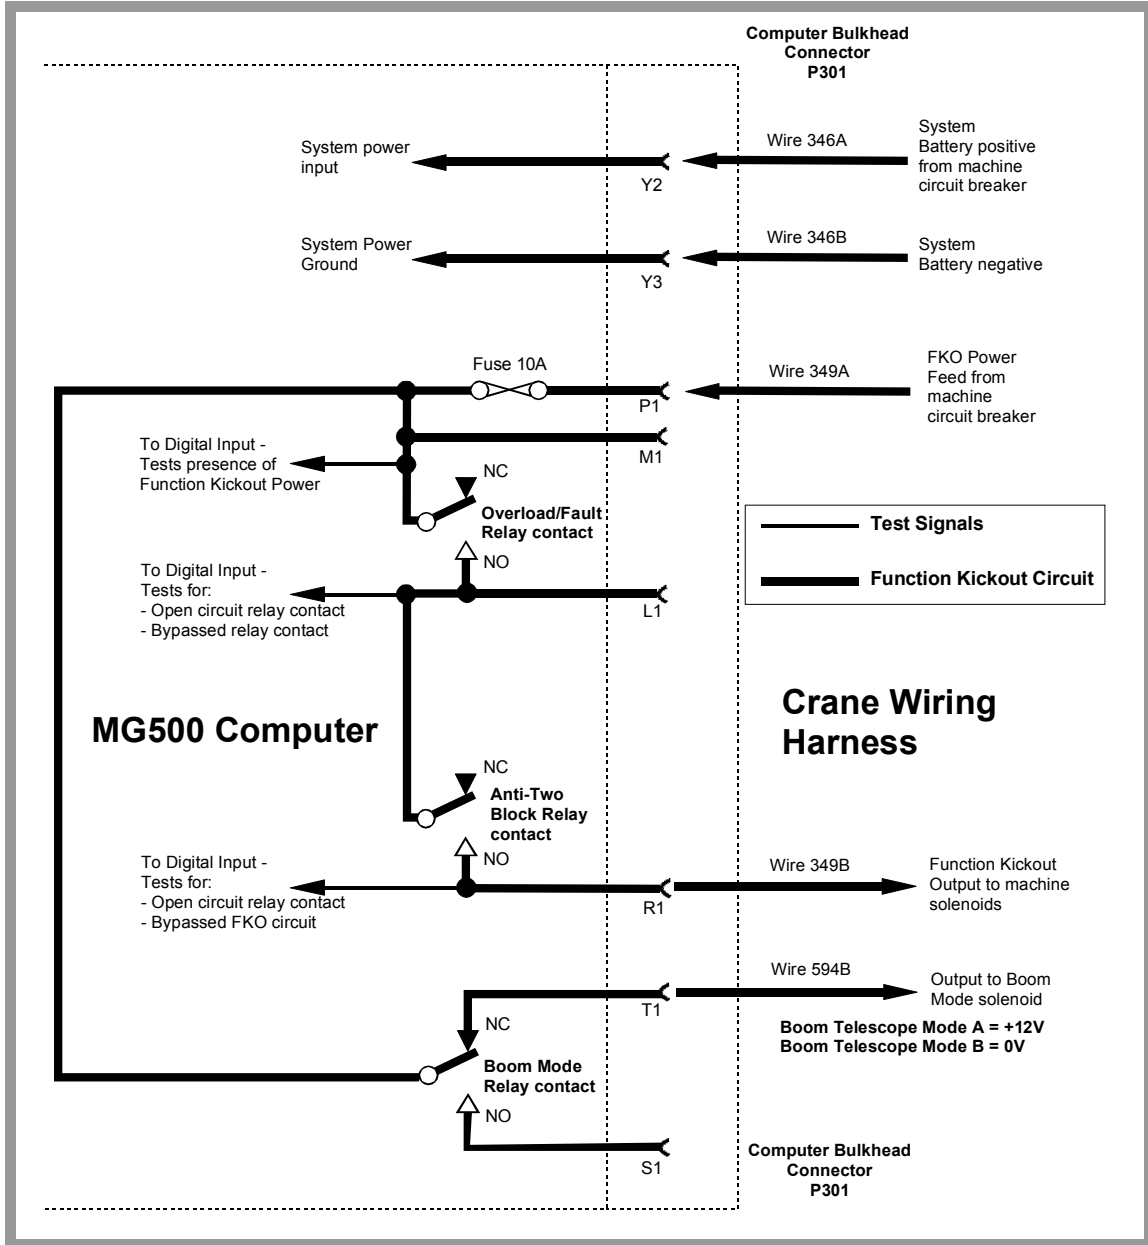 Computer Bulkhead
Connector
P301
System power
input
Y2
Wire 346A
System
Battery positive
from machine
circuit breaker
System Power
Ground
Y3
Wire 346B
System
Battery negative
Fuse 10A
P1
Wire 349A
FKO Power
Feed from
machine
circuit breaker
M1
To Digital Input -
Tests presence of
Function Kickout Power
NC
Overload/Fault
Relay contact
NO
Test Signals
Function Kickout Circuit
To Digital Input -
Tests for:
- Open circuit relay contact
- Bypassed relay contact
L1
MG500 Computer
Crane Wiring
Harness
NC
Anti-Two
Block Relay
contact
NO
To Digital Input -
Tests for:
- Open circuit relay contact
- Bypassed FKO circuit
R1
Wire 349B
Function Kickout
Output to machine
solenoids
T1
Wire 594B
Output to Boom
Mode solenoid
Boom Telescope Mode A = +12V
Boom Telescope Mode B = 0V
NC
Boom Mode
Relay contact
NO
S1
Computer Bulkhead
Connector
P301